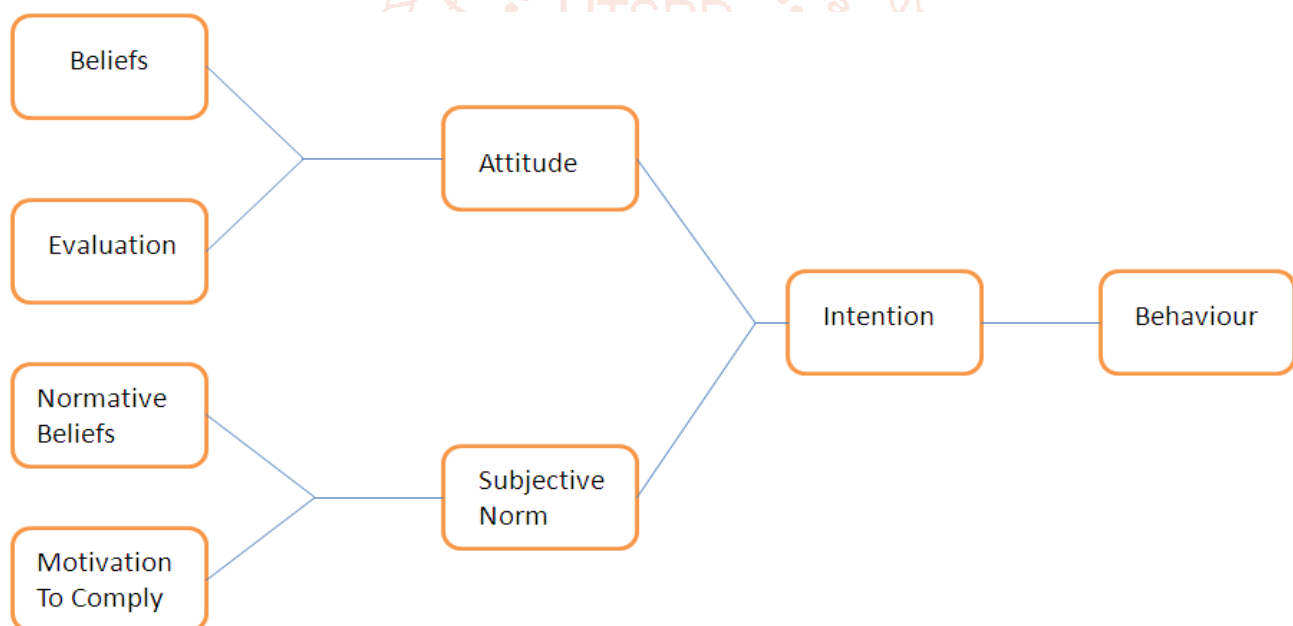 Beliefs
Evaluation
Normative
Beliefs
Motivation
To Comply
Attitude
Subjective
Norm
Intention
Behaviour